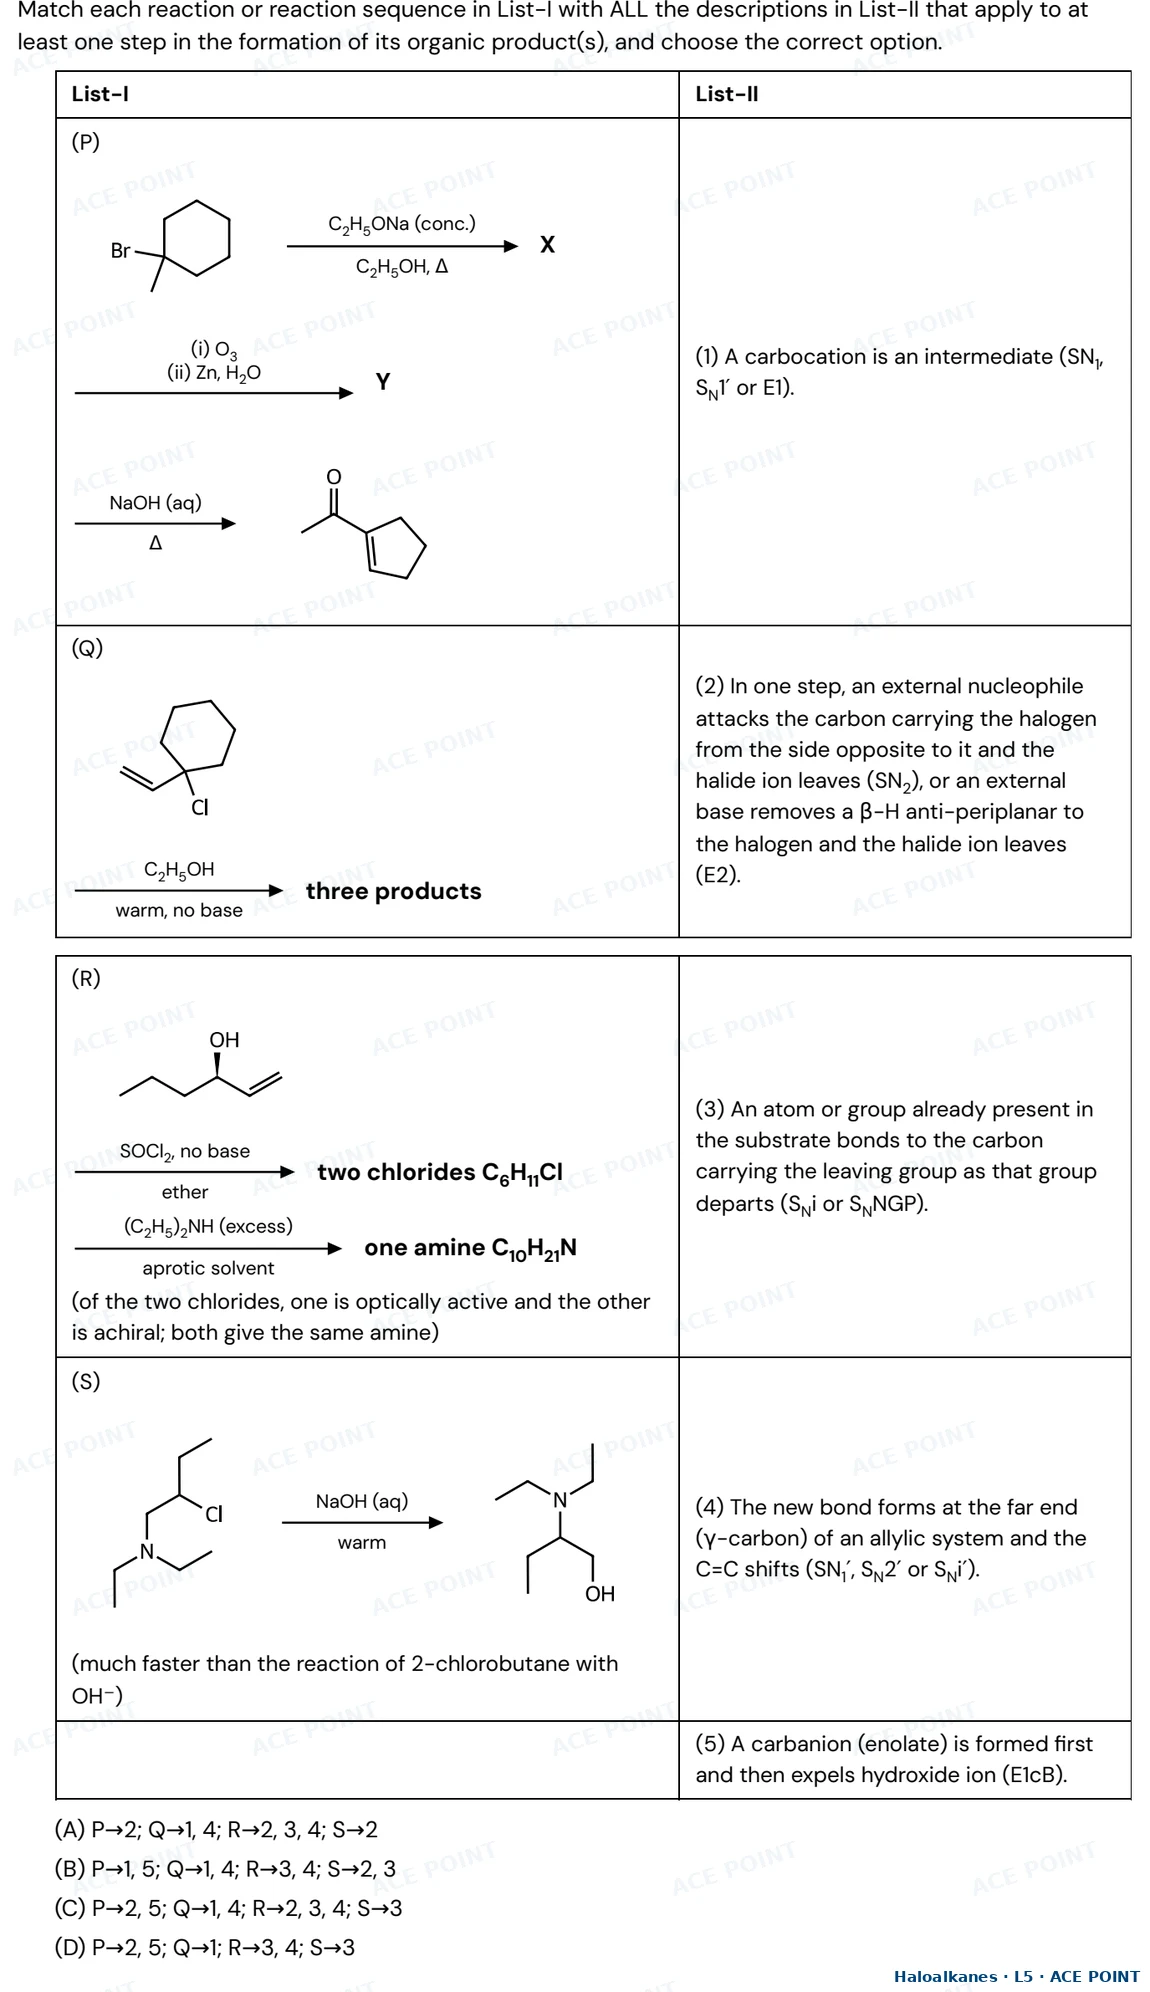 Match each reaction or reaction sequence in List-I with ALL the descriptions in List-II that apply to at
least one step in the formation of its organic product(s), and choose the correct option.
List-I
List-II
(P)
Br
C₂H₅ONa (conc.)
C₂H₅OH, Δ
X
(i) O₃
(ii) Zn, H₂O
Y
NaOH (aq)
Δ
O
(1) A carbocation is an intermediate (SN₁,
S_N1′ or E1).
(Q)
Cl
C₂H₅OH
warm, no base
three products
(2) In one step, an external nucleophile
attacks the carbon carrying the halogen
from the side opposite to it and the
halide ion leaves (SN₂), or an external
base removes a β-H anti-periplanar to
the halogen and the halide ion leaves
(E2).
(R)
OH
SOCl₂, no base
ether
two chlorides C₆H₁₁Cl
(C₂H₅)₂NH (excess)
aprotic solvent
one amine C₁₀H₂₁N
(of the two chlorides, one is optically active and the other
is achiral; both give the same amine)
(3) An atom or group already present in
the substrate bonds to the carbon
carrying the leaving group as that group
departs (S_Ni or S_NNGP).
(S)
Cl
N
NaOH (aq)
warm
N
OH
(much faster than the reaction of 2-chlorobutane with
OH⁻)
(4) The new bond forms at the far end
(γ-carbon) of an allylic system and the
C=C shifts (SN₁′, S_N2′ or S_Ni′).
(5) A carbanion (enolate) is formed first
and then expels hydroxide ion (E1cB).
(A) P→2; Q→1, 4; R→2, 3, 4; S→2
(B) P→1, 5; Q→1, 4; R→3, 4; S→2, 3
(C) P→2, 5; Q→1, 4; R→2, 3, 4; S→3
(D) P→2, 5; Q→1; R→3, 4; S→3
Haloalkanes · L5 · ACE POINT